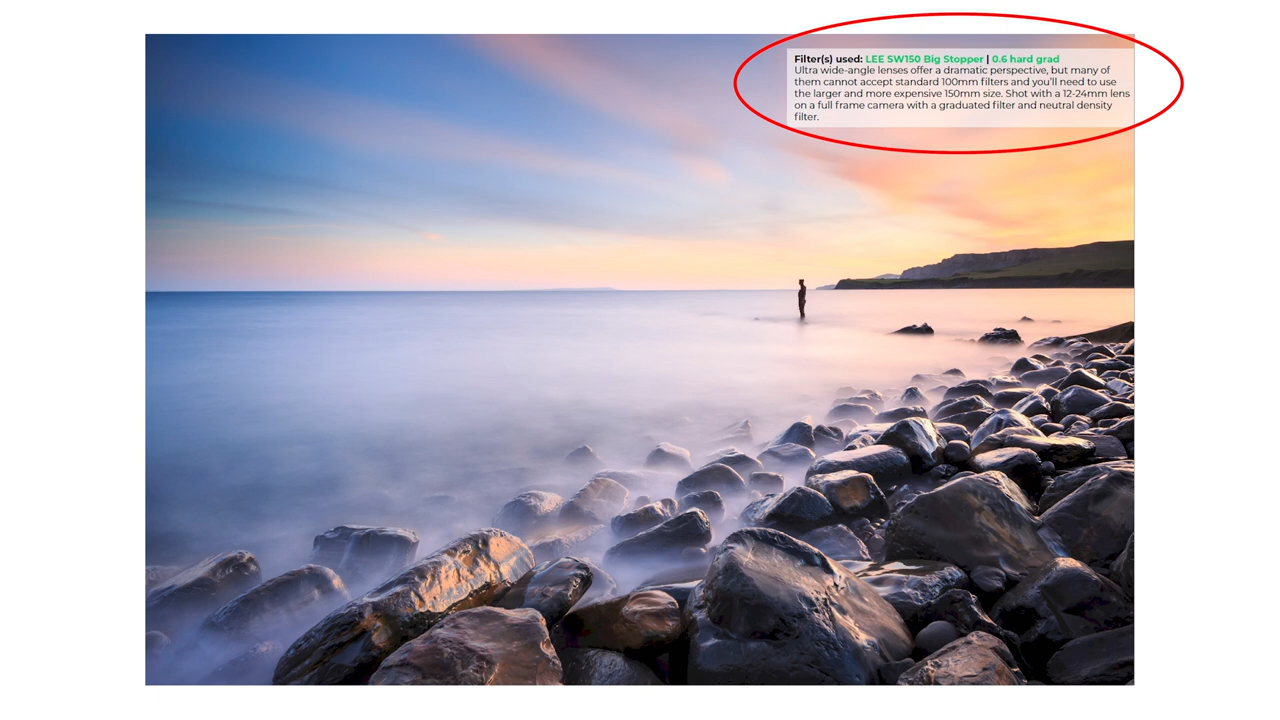 Filter(s) used: LEE SW150 Big Stopper | 0.6 hard grad
Ultra wide-angle lenses offer a dramatic perspective, but many of
them cannot accept standard 100mm filters and you'll need to use
the larger and more expensive 150mm size. Shot with a 12-24mm lens
on a full frame camera with a graduated filter and neutral density
filter.